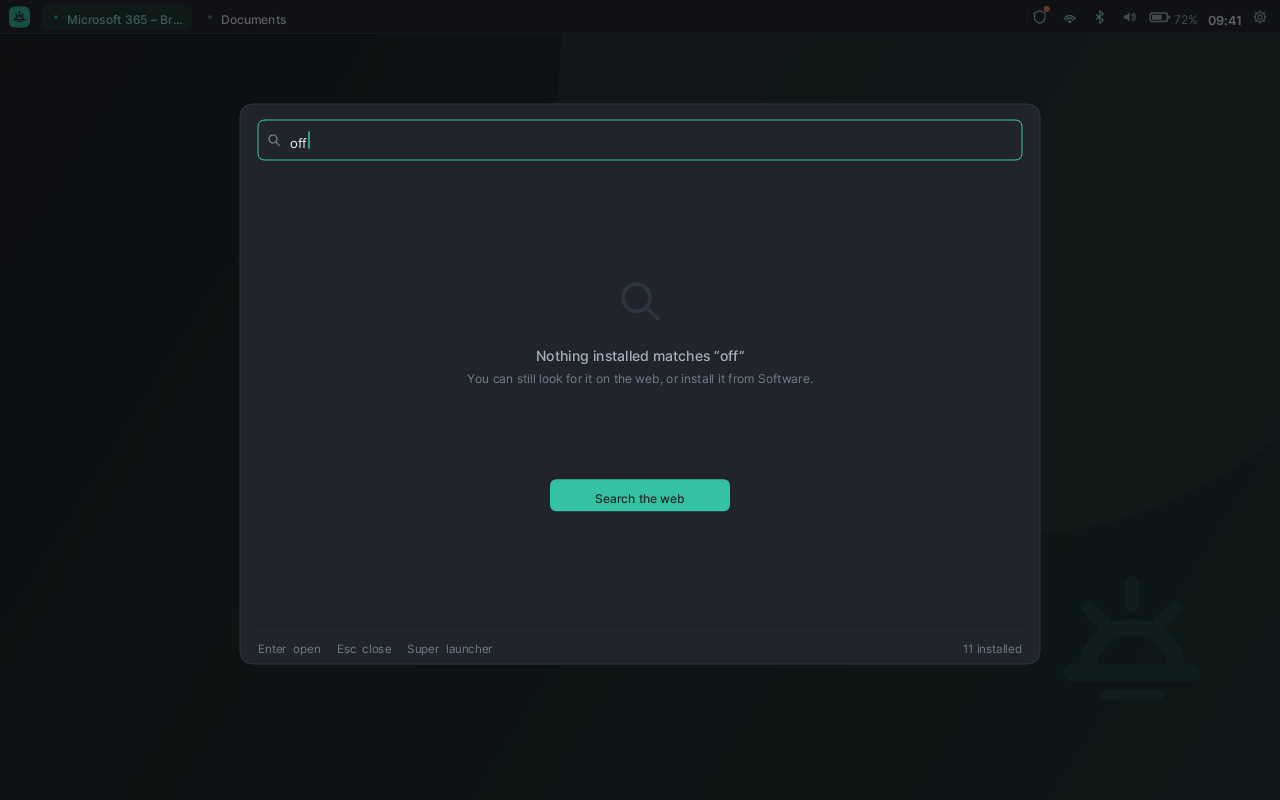 Microsoft 365 – Br...
Documents
72%
09:41
off
Nothing installed matches “off”
You can still look for it on the web, or install it from Software.
Search the web
Enter open Esc close Super launcher
11 installed